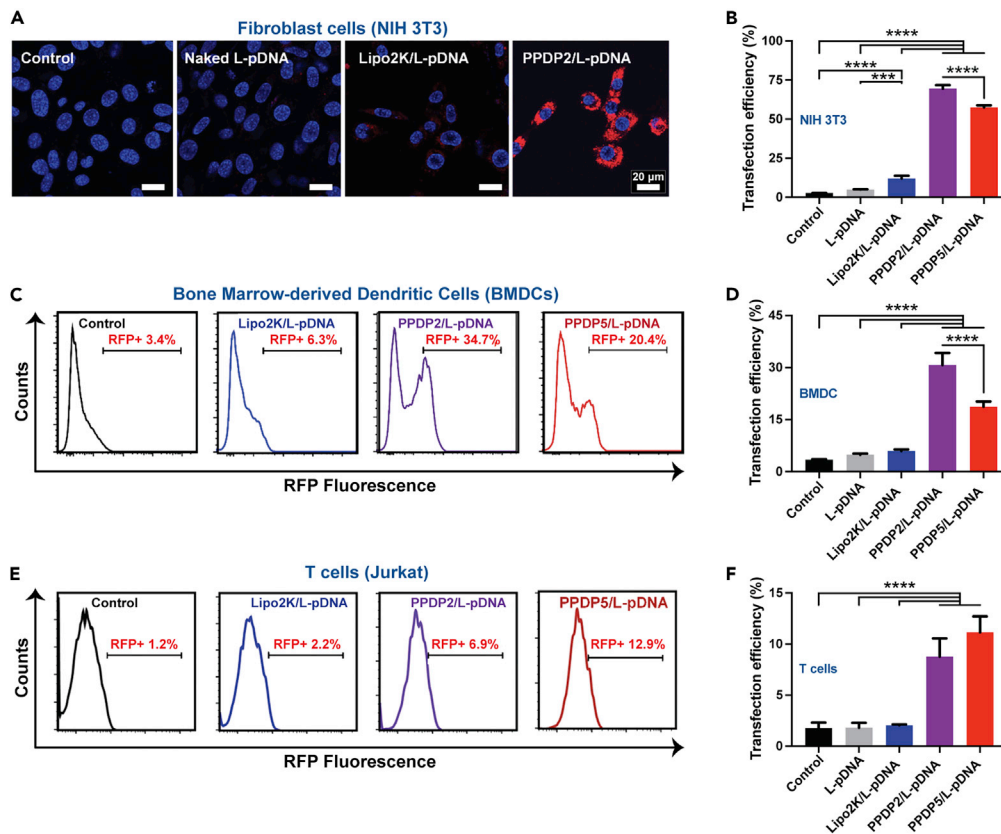 A
Fibroblast cells (NIH 3T3)
Control
Naked L-pDNA
Lipo2K/L-pDNA
PPDP2/L-pDNA
20 μm
B
Transfection efficiency (%)
100
75
50
25
0
NIH 3T3
****
****
***
****
Control
L-pDNA
Lipo2K/L-pDNA
PPDP2/L-pDNA
PPDP5/L-pDNA
C
Bone Marrow-derived Dendritic Cells (BMDCs)
Counts
Control
RFP+ 3.4%
Lipo2K/L-pDNA
RFP+ 6.3%
PPDP2/L-pDNA
RFP+ 34.7%
PPDP5/L-pDNA
RFP+ 20.4%
RFP Fluorescence
D
Transfection efficiency (%)
45
30
15
0
BMDC
****
****
Control
L-pDNA
Lipo2K/L-pDNA
PPDP2/L-pDNA
PPDP5/L-pDNA
E
T cells (Jurkat)
Counts
Control
RFP+ 1.2%
Lipo2K/L-pDNA
RFP+ 2.2%
PPDP2/L-pDNA
RFP+ 6.9%
PPDP5/L-pDNA
RFP+ 12.9%
RFP Fluorescence
F
Transfection efficiency (%)
15
10
5
0
T cells
****
Control
L-pDNA
Lipo2K/L-pDNA
PPDP2/L-pDNA
PPDP5/L-pDNA